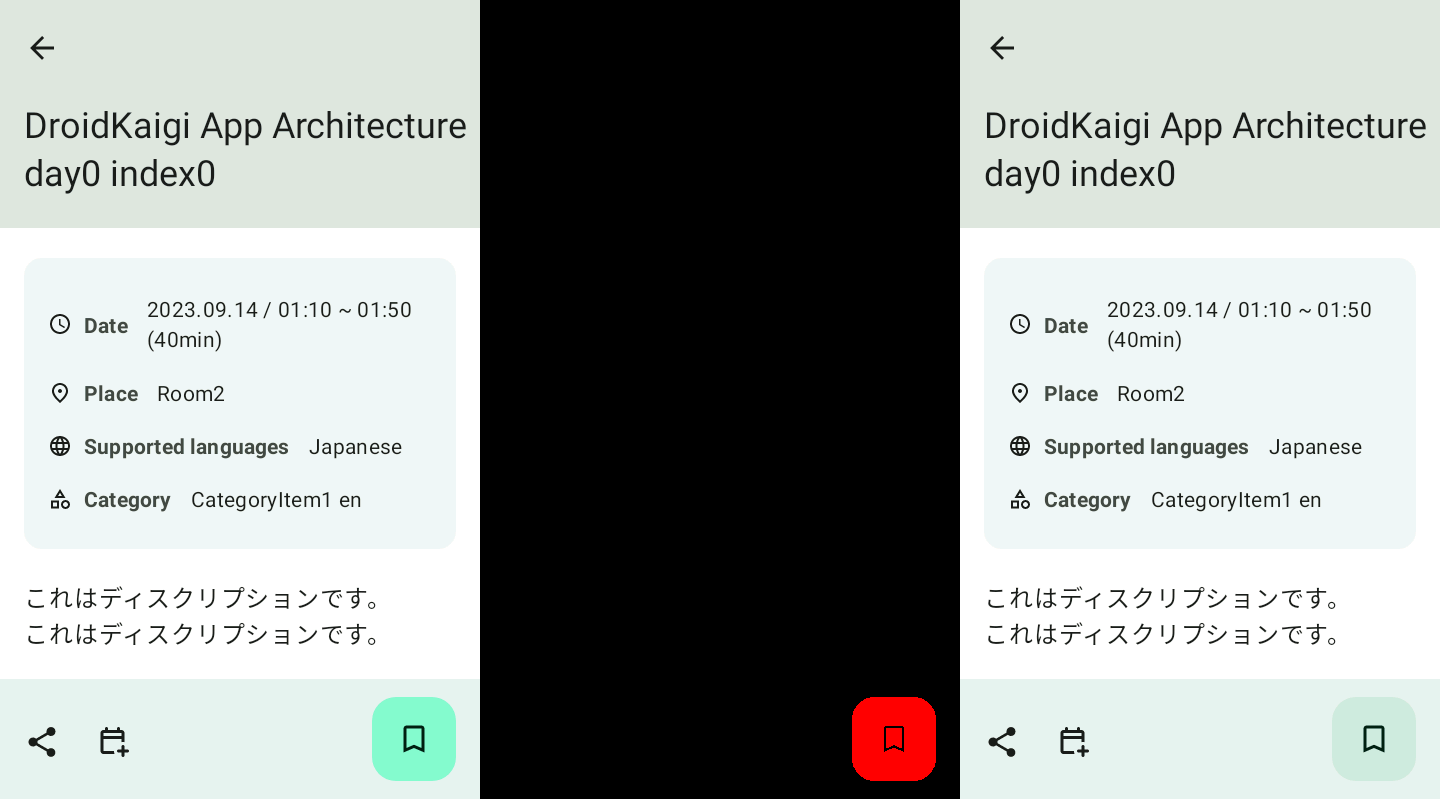 DroidKaigi App Architecture
day0 index0
Date 2023.09.14 / 01:10 ~ 01:50
(40min)
Place Room2
Supported languages Japanese
Category CategoryItem1 en
これはディスクリプションです。
これはディスクリプションです。
DroidKaigi App Architecture
day0 index0
Date 2023.09.14 / 01:10 ~ 01:50
(40min)
Place Room2
Supported languages Japanese
Category CategoryItem1 en
これはディスクリプションです。
これはディスクリプションです。